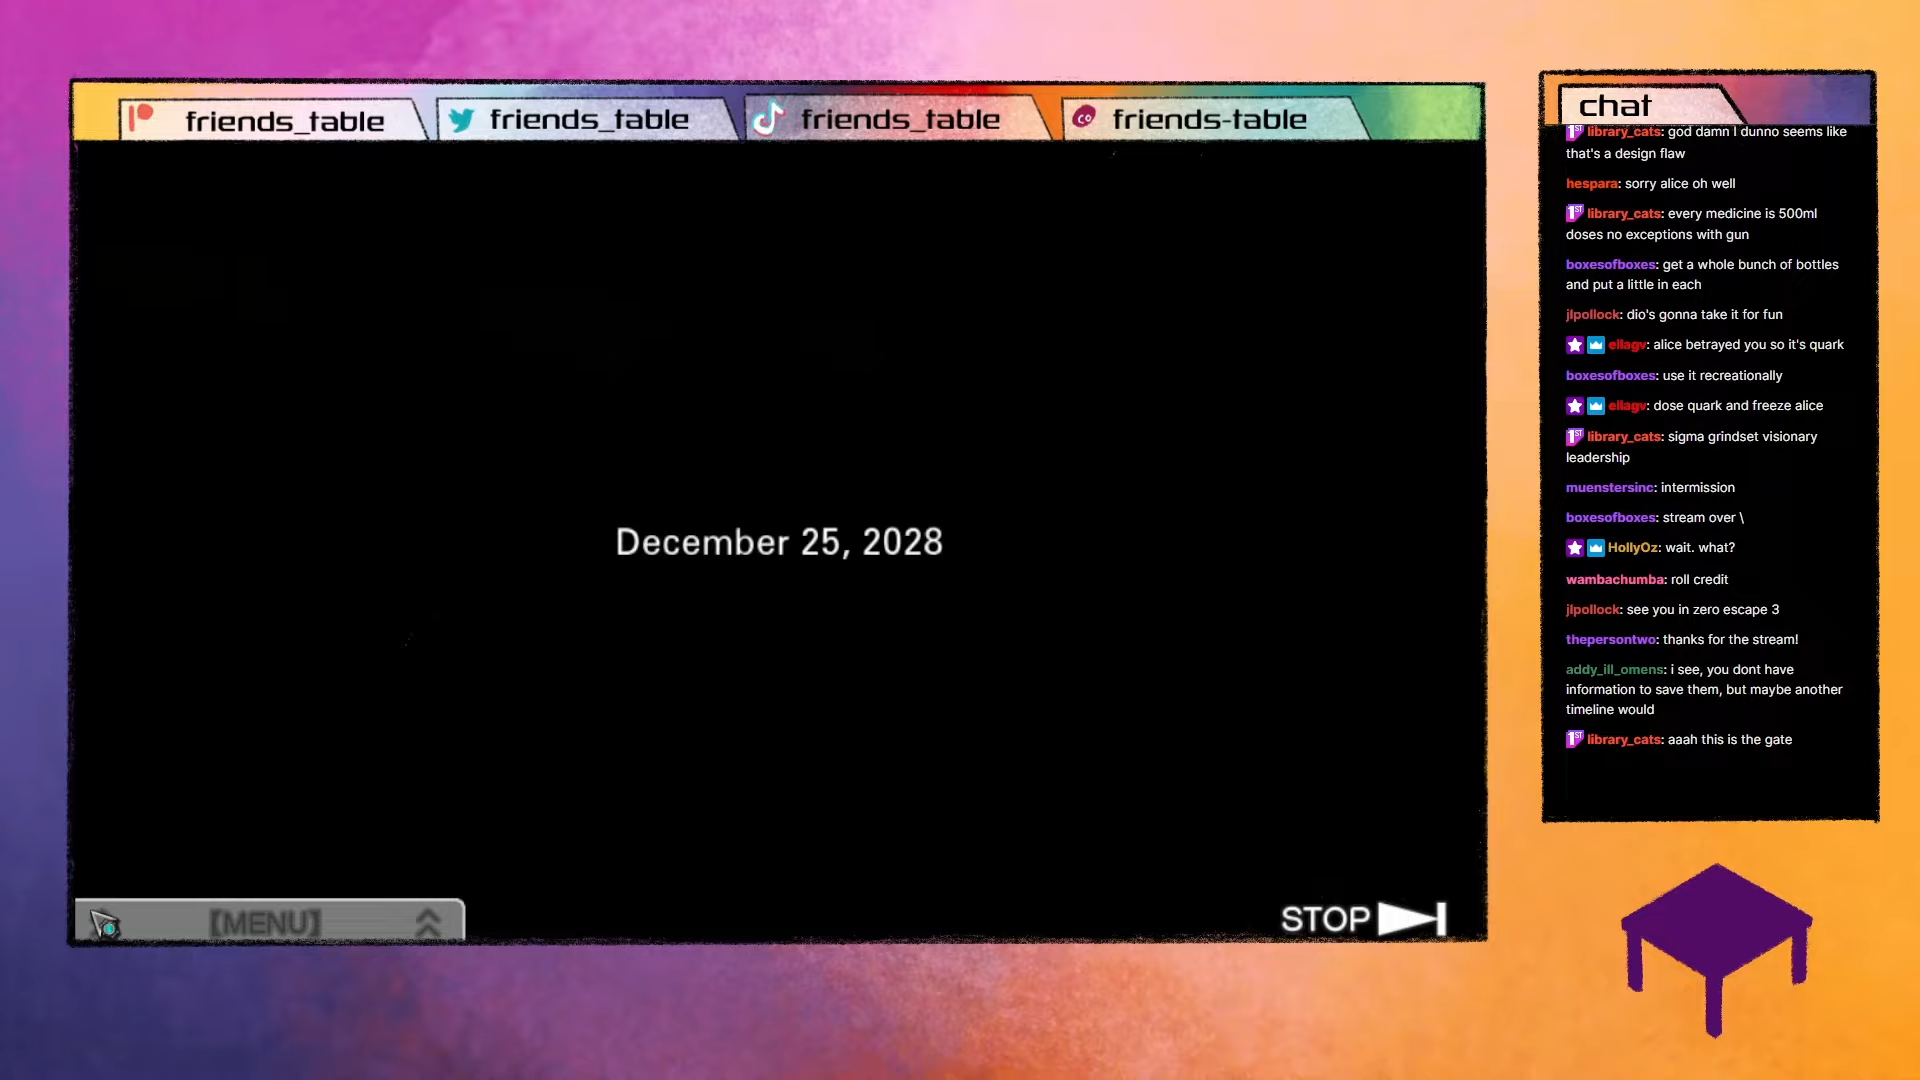 friends_table
friends_table
friends_table
friends-table
December 25, 2028
[MENU]
STOP
chat
library_cats: god damn I dunno seems like
that's a design flaw
hespara: sorry alice oh well
library_cats: every medicine is 500ml
doses no exceptions with gun
boxesofboxes: get a whole bunch of bottles
and put a little in each
jlpollock: dio's gonna take it for fun
ellagv: alice betrayed you so it's quark
boxesofboxes: use it recreationally
ellagv: dose quark and freeze alice
library_cats: sigma grindset visionary
leadership
muenstersinc: intermission
boxesofboxes: stream over \
HollyOz: wait. what?
wambachumba: roll credit
jlpollock: see you in zero escape 3
thepersontwo: thanks for the stream!
addy_ill_omens: i see, you dont have
information to save them, but maybe another
timeline would
library_cats: aaah this is the gate